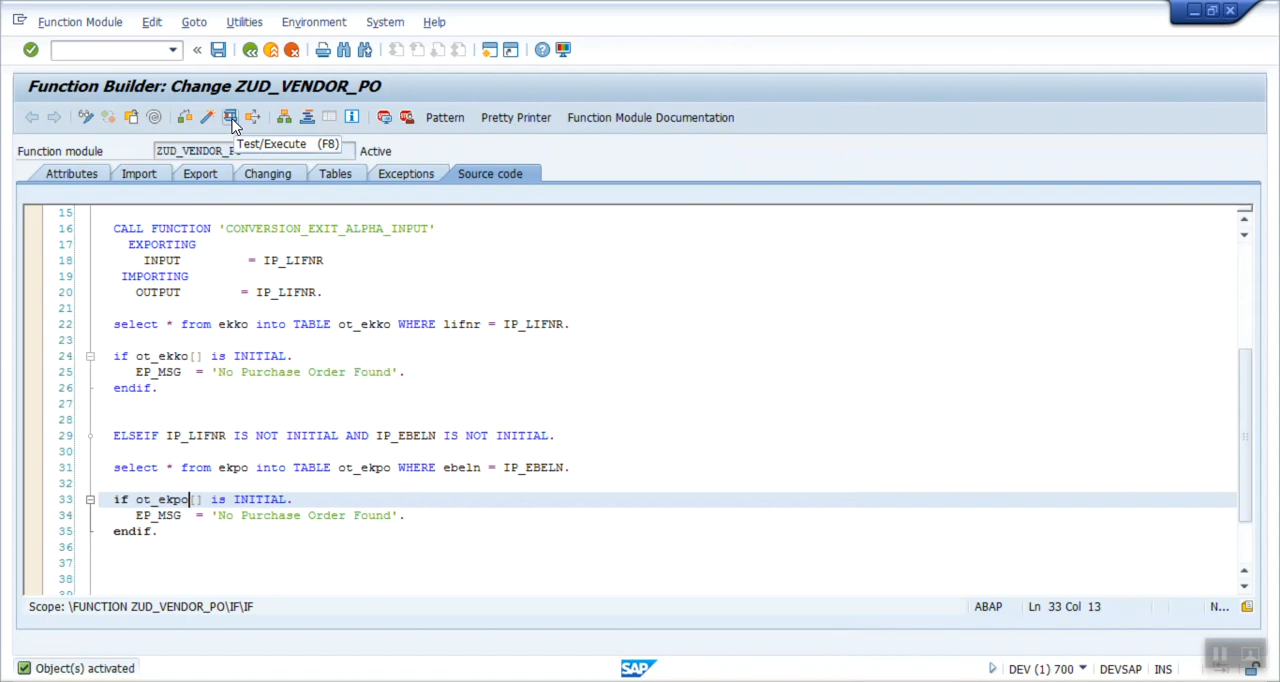 Function Module Edit Goto Utilities Environment System Help
«
Function Builder: Change ZUD_VENDOR_PO
Pattern Pretty Printer Function Module Documentation
Test/Execute (F8)
Function module ZUD_VENDOR_P Active
Attributes Import Export Changing Tables Exceptions Source code
15
16 CALL FUNCTION 'CONVERSION_EXIT_ALPHA_INPUT'
17 EXPORTING
18 INPUT = IP_LIFNR
19 IMPORTING
20 OUTPUT = IP_LIFNR.
21
22 select * from ekko into TABLE ot_ekko WHERE lifnr = IP_LIFNR.
23
24 if ot_ekko[] is INITIAL.
25 EP_MSG = 'No Purchase Order Found'.
26 endif.
27
28
29 ELSEIF IP_LIFNR IS NOT INITIAL AND IP_EBELN IS NOT INITIAL.
30
31 select * from ekpo into TABLE ot_ekpo WHERE ebeln = IP_EBELN.
32
33 if ot_ekpo[] is INITIAL.
34 EP_MSG = 'No Purchase Order Found'.
35 endif.
36
37
38
39
Scope: \FUNCTION ZUD_VENDOR_PO\IF\IF ABAP Ln 33 Col 13 N...
Object(s) activated SAP DEV (1) 700 DEVSAP INS